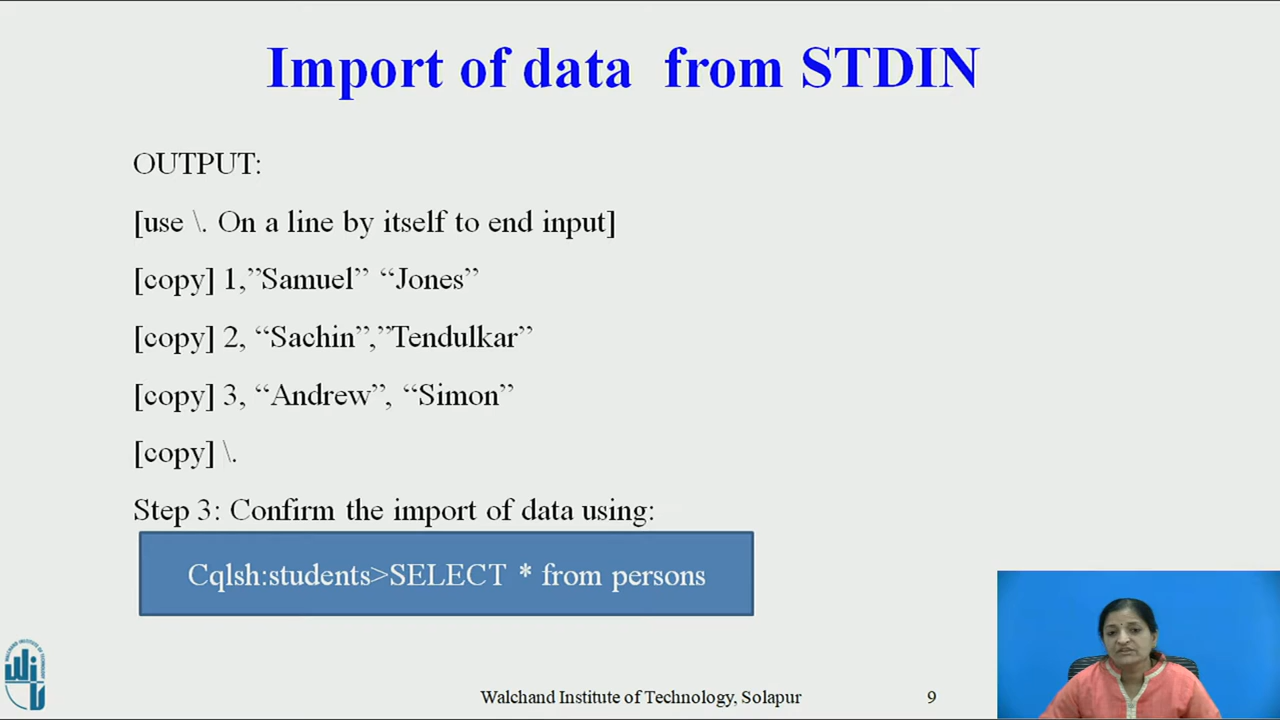 Import of data from STDIN
OUTPUT:
[use \. On a line by itself to end input]
[copy] 1,”Samuel” “Jones”
[copy] 2, “Sachin”,”Tendulkar”
[copy] 3, “Andrew”, “Simon”
[copy] \.
Step 3: Confirm the import of data using:
Cqlsh:students>SELECT * from persons
Walchand Institute of Technology, Solapur
9